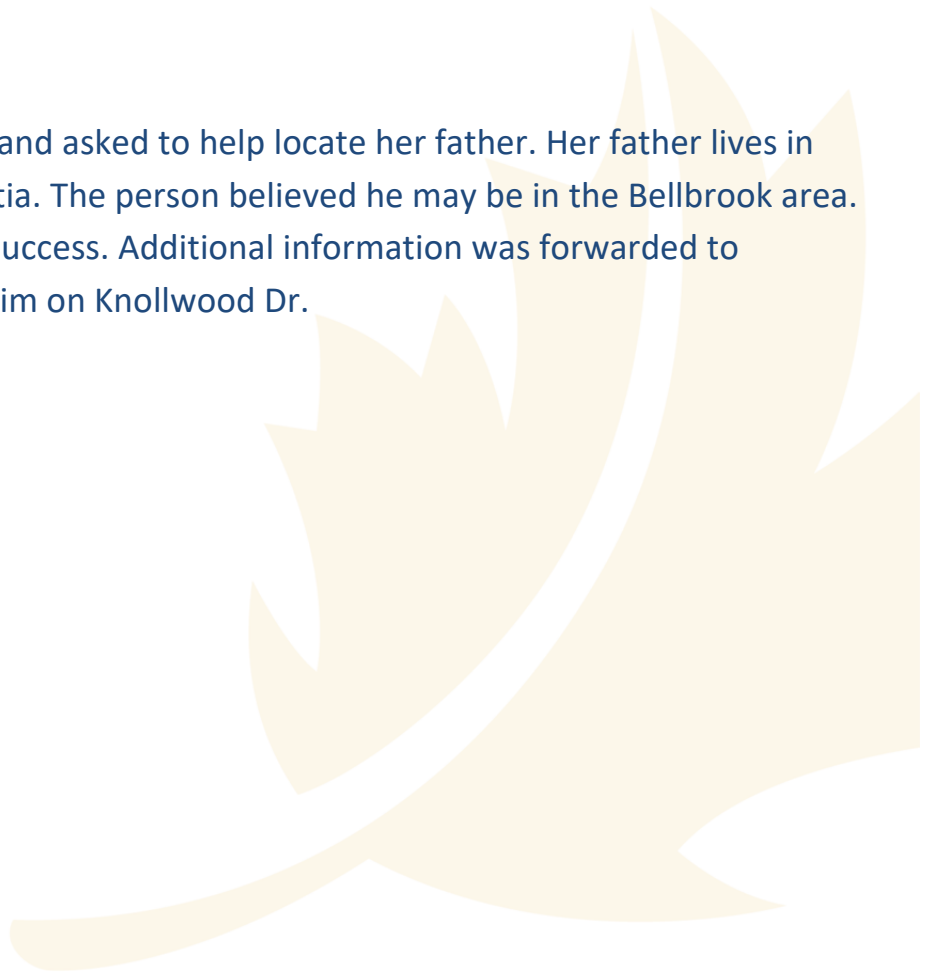 and asked to help locate her father. Her father lives in
tia. The person believed he may be in the Bellbrook area.
uccess. Additional information was forwarded to
im on Knollwood Dr.